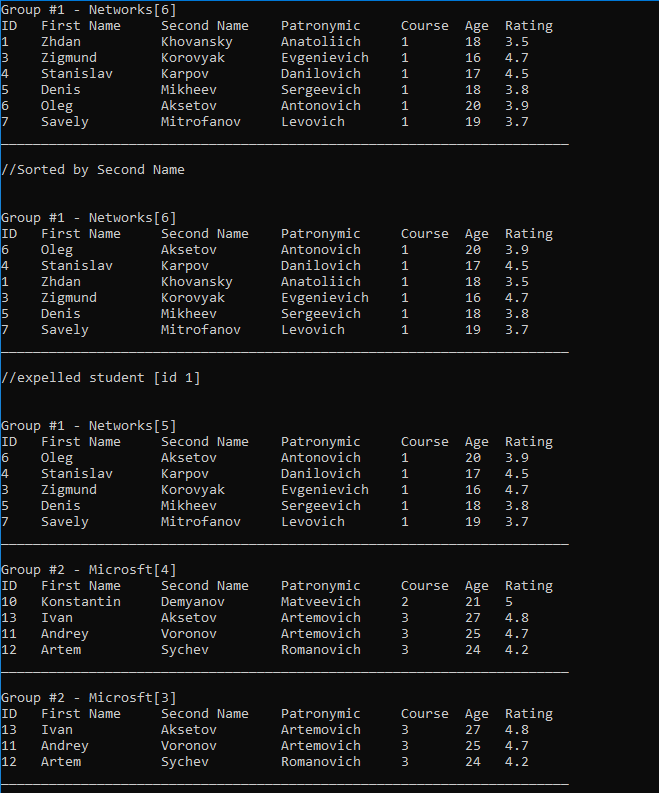 Group #1 - Networks[6]
ID First Name Second Name Patronymic Course Age Rating
1 Zhdan Khovansky Anatoliich 1 18 3.5
3 Zigmund Korovyak Evgenievich 1 16 4.7
4 Stanislav Karpov Danilovich 1 17 4.5
5 Denis Mikheev Sergeevich 1 18 3.8
6 Oleg Aksetov Antonovich 1 20 3.9
7 Savely Mitrofanov Levovich 1 19 3.7
_______________________________________________________________________
//Sorted by Second Name
Group #1 - Networks[6]
ID First Name Second Name Patronymic Course Age Rating
6 Oleg Aksetov Antonovich 1 20 3.9
4 Stanislav Karpov Danilovich 1 17 4.5
1 Zhdan Khovansky Anatoliich 1 18 3.5
3 Zigmund Korovyak Evgenievich 1 16 4.7
5 Denis Mikheev Sergeevich 1 18 3.8
7 Savely Mitrofanov Levovich 1 19 3.7
_______________________________________________________________________
//expelled student [id 1]
Group #1 - Networks[5]
ID First Name Second Name Patronymic Course Age Rating
6 Oleg Aksetov Antonovich 1 20 3.9
4 Stanislav Karpov Danilovich 1 17 4.5
3 Zigmund Korovyak Evgenievich 1 16 4.7
5 Denis Mikheev Sergeevich 1 18 3.8
7 Savely Mitrofanov Levovich 1 19 3.7
_______________________________________________________________________
Group #2 - Microsft[4]
ID First Name Second Name Patronymic Course Age Rating
10 Konstantin Demyanov Matveevich 2 21 5
13 Ivan Aksetov Artemovich 3 27 4.8
11 Andrey Voronov Artemovich 3 25 4.7
12 Artem Sychev Romanovich 3 24 4.2
_______________________________________________________________________
Group #2 - Microsft[3]
ID First Name Second Name Patronymic Course Age Rating
13 Ivan Aksetov Artemovich 3 27 4.8
11 Andrey Voronov Artemovich 3 25 4.7
12 Artem Sychev Romanovich 3 24 4.2
_______________________________________________________________________